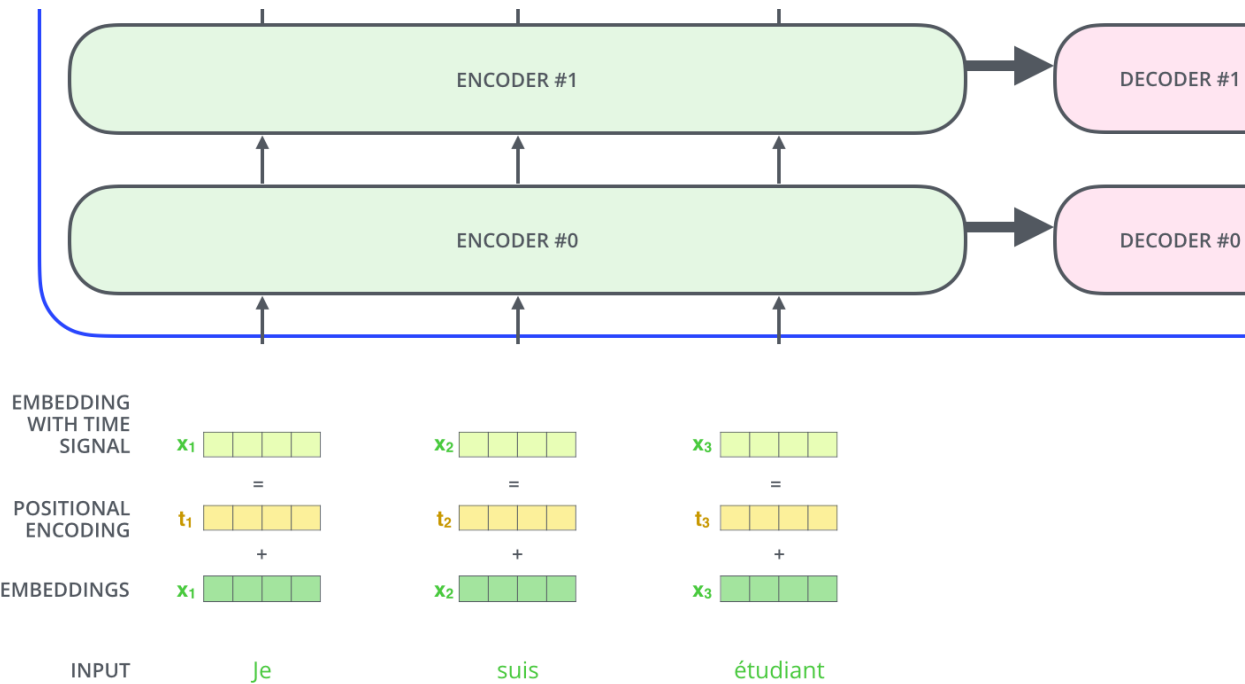 ENCODER #1
DECODER #1
ENCODER #0
DECODER #0
EMBEDDING
WITH TIME
SIGNAL
x₁ x₂ x₃
= = =
POSITIONAL
ENCODING
t₁ t₂ t₃
+ + +
EMBEDDINGS x₁ x₂ x₃
INPUT Je suis étudiant